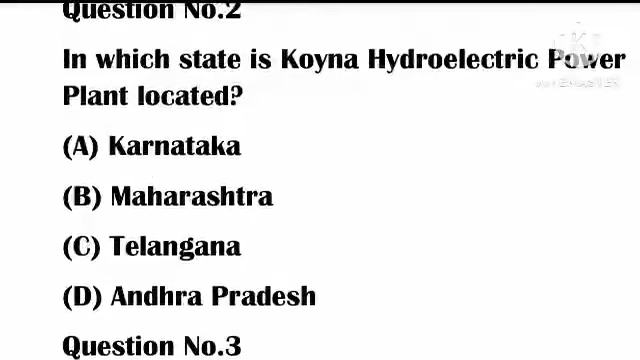 Question No.2
In which state is Koyna Hydroelectric Power
Plant located?
(A) Karnataka
(B) Maharashtra
(C) Telangana
(D) Andhra Pradesh
Question No.3